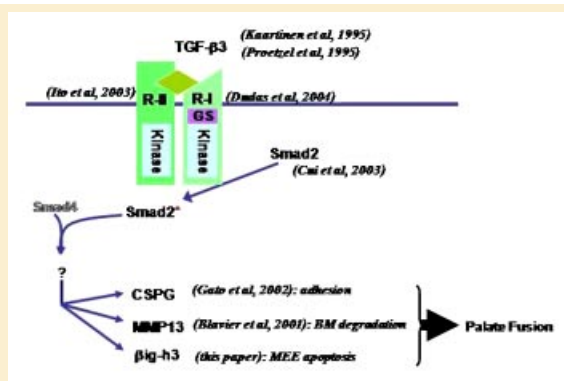 TGF-β3
(Kaartinen et al, 1995)
(Proetzel et al, 1995)
(Ito et al, 2003)
R-II
R-I
(Dudas et al, 2004)
GS
Kinase
Kinase
Smad2
(Cui et al, 2003)
Smad4
Smad2*
?
CSPG
(Gato et al, 2002): adhesion
MMP13
(Blavier et al, 2001): BM degradation
Palate Fusion
βig-h3
(this paper): MEE apoptosis